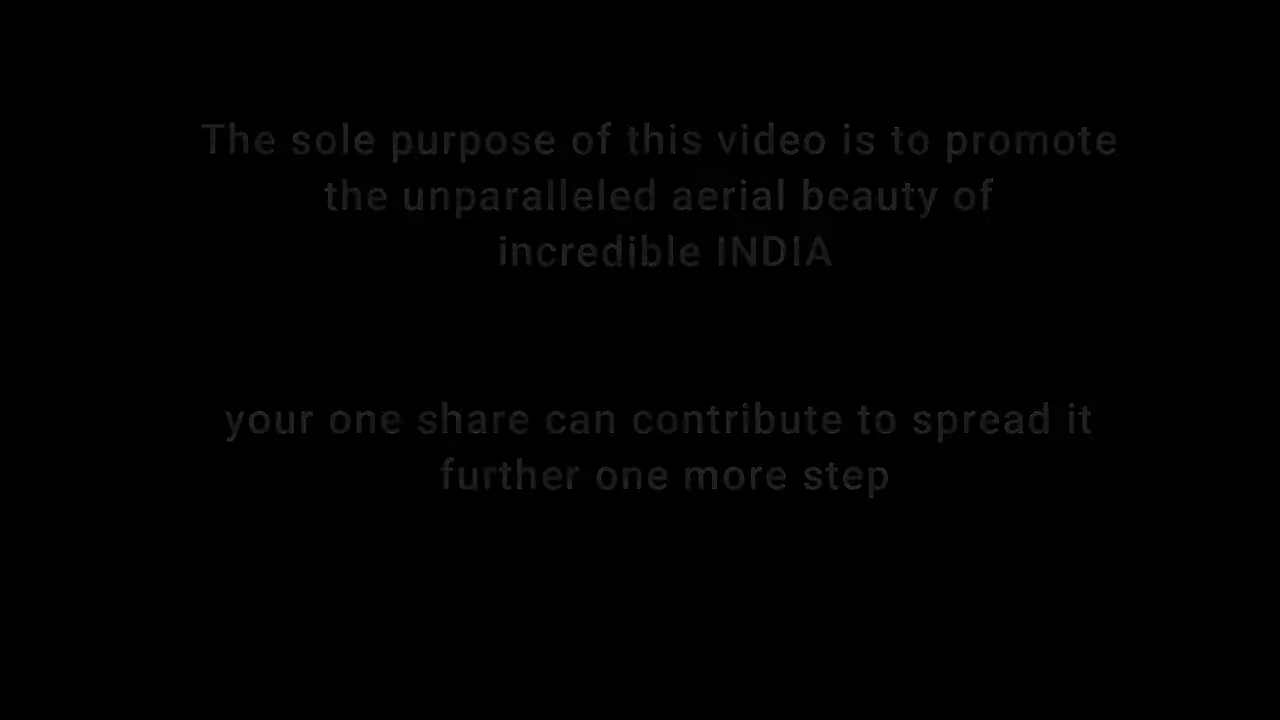 The sole purpose of this video is to promote
the unparalleled aerial beauty of
incredible INDIA
your one share can contribute to spread it
further one more step